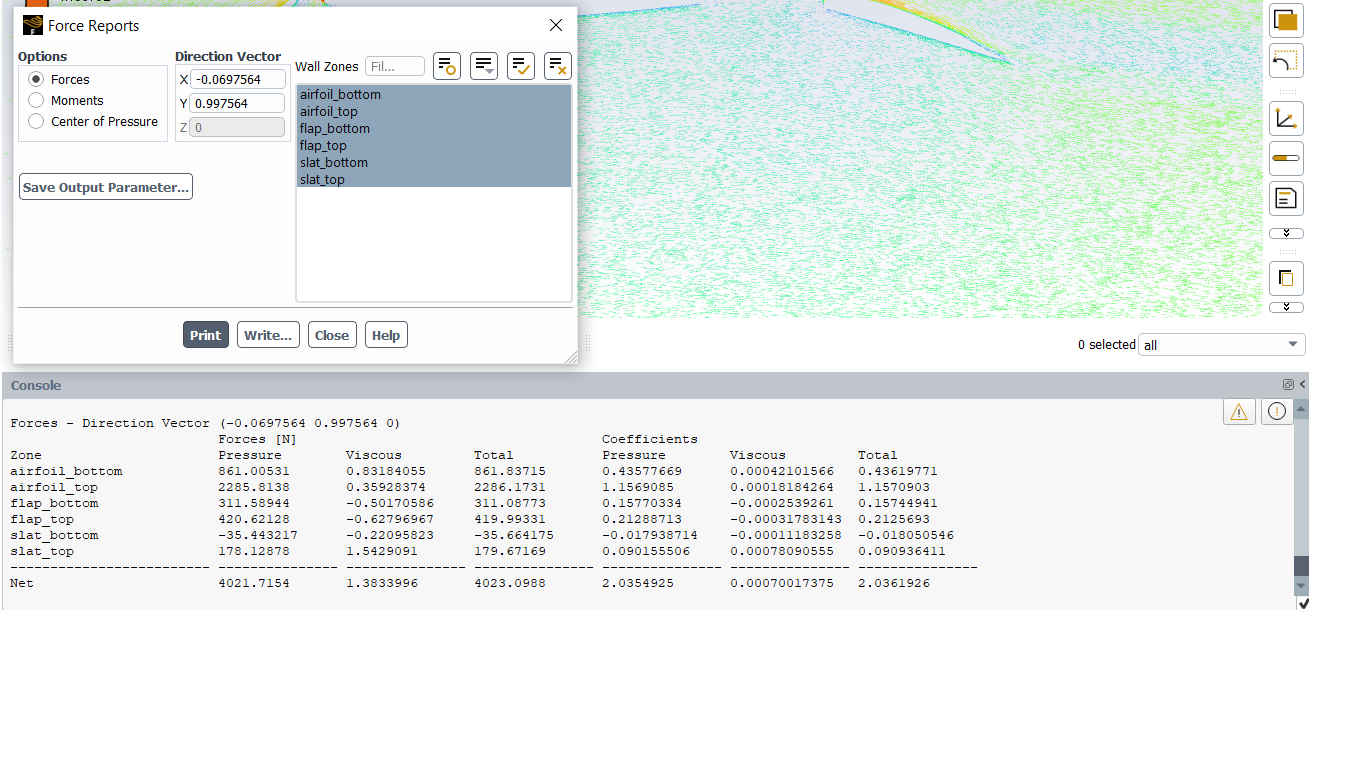 Force Reports
Options
Forces
Moments
Center of Pressure
Direction Vector
X -0.0697564
Y 0.997564
Z 0
Wall Zones Fil...
airfoil_bottom
airfoil_top
flap_bottom
flap_top
slat_bottom
slat_top
Save Output Parameter...
Print Write... Close Help
0 selected all
Console
Forces - Direction Vector (-0.0697564 0.997564 0)
Forces [N] Coefficients
Zone Pressure Viscous Total Pressure Viscous Total
airfoil_bottom 861.00531 0.83184055 861.83715 0.43577669 0.00042101566 0.43619771
airfoil_top 2285.8138 0.35928374 2286.1731 1.1569085 0.00018184264 1.1570903
flap_bottom 311.58944 -0.50170586 311.08773 0.15770334 -0.0002539261 0.15744941
flap_top 420.62128 -0.62796967 419.99331 0.21288713 -0.00031783143 0.2125693
slat_bottom -35.443217 -0.22095823 -35.664175 -0.017938714 -0.00011183258 -0.018050546
slat_top 178.12878 1.5429091 179.67169 0.090155506 0.00078090555 0.090936411
------------------------- --------------- --------------- --------------- --------------- --------------- ---------------
Net 4021.7154 1.3833996 4023.0988 2.0354925 0.00070017375 2.0361926